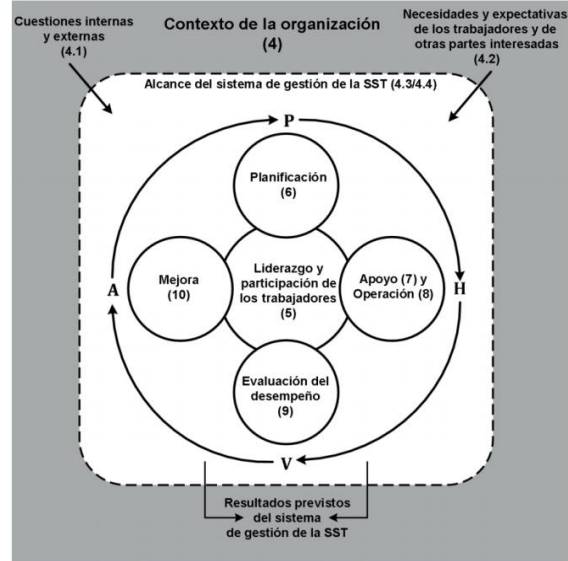 Cuestiones internas
y externas
(4.1)
Contexto de la organización
(4)
Necesidades y expectativas
de los trabajadores y de
otras partes interesadas
(4.2)
Alcance del sistema de gestión de la SST (4.3/4.4)
P
Planificación
(6)
A
Mejora
(10)
Liderazgo y
participación de
los trabajadores
(5)
Apoyo (7) y
Operación (8)
H
Evaluación del
desempeño
(9)
V
Resultados previstos
del sistema
de gestión de la SST